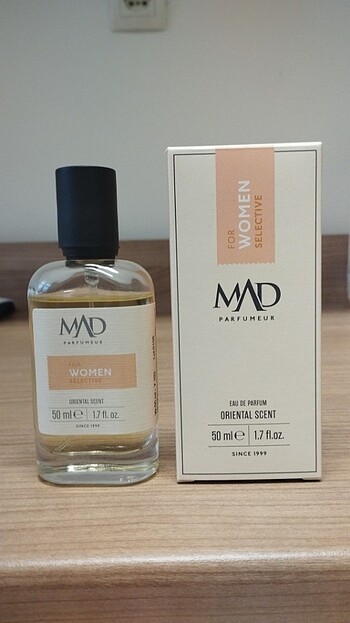 MAD
PARFUMEUR
FOR
WOMEN
SELECTIVE
ORIENTAL SCENT
50 ml℮ 1.7 fl.oz.
SINCE 1999
FOR
WOMEN
SELECTIVE
MAD
PARFUMEUR
EAU DE PARFUM
ORIENTAL SCENT
50 ml℮ 1.7 fl.oz.
SINCE 1999